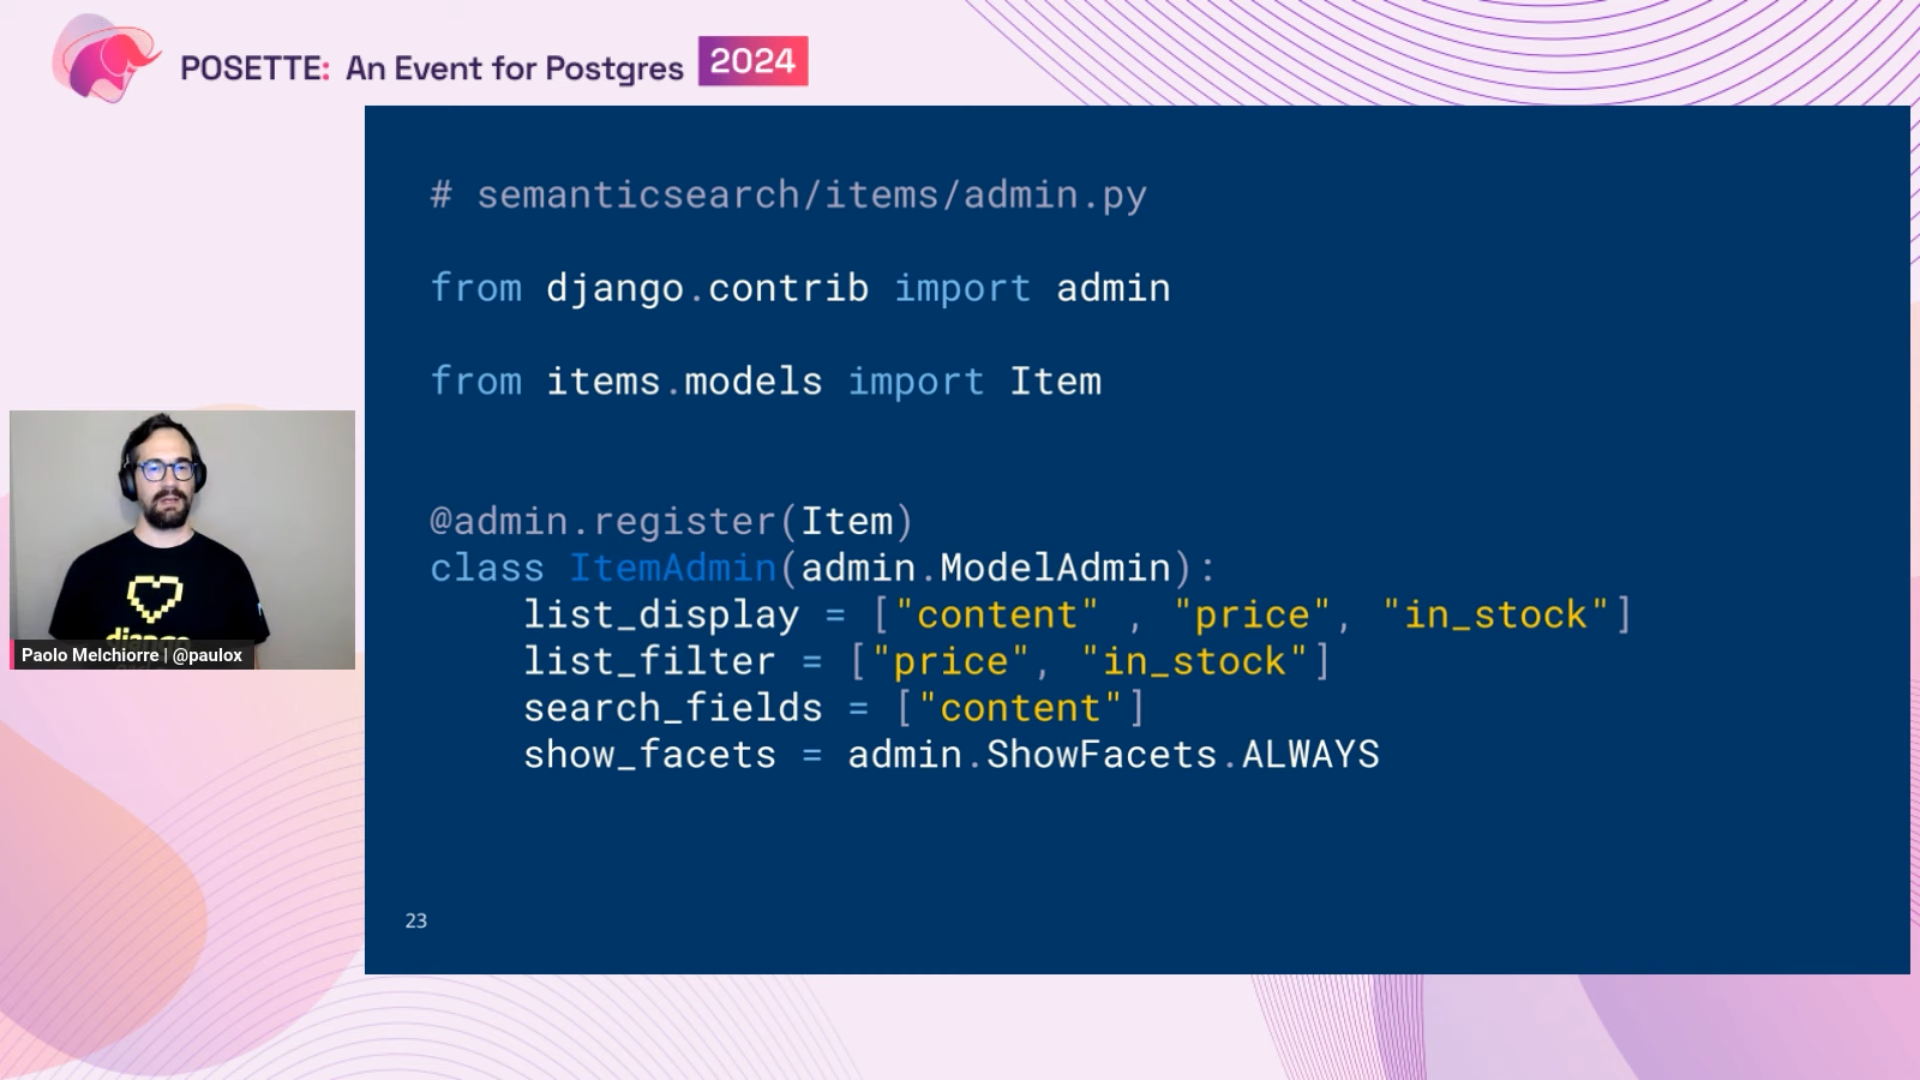 POSETTE: An Event for Postgres 2024
# semanticsearch/items/admin.py
from django.contrib import admin
from items.models import Item
@admin.register(Item)
class ItemAdmin(admin.ModelAdmin):
list_display = ["content" , "price", "in_stock"]
list_filter = ["price", "in_stock"]
search_fields = ["content"]
show_facets = admin.ShowFacets.ALWAYS
23
django
Paolo Melchiorre | @paulox